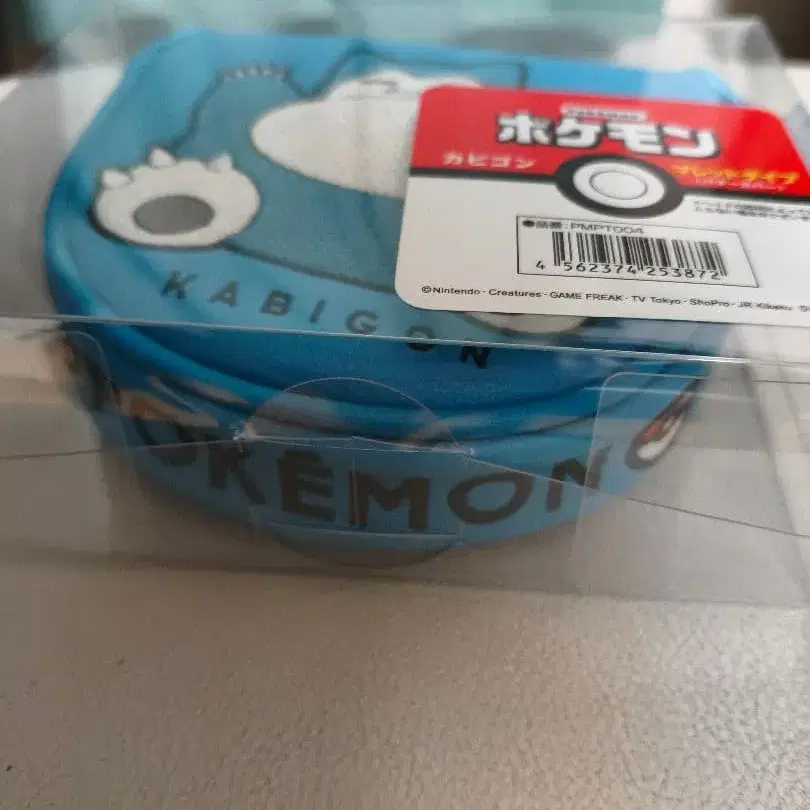 ポケモン
カビゴン
●品番: PMPT004
4 562374 253872
©Nintendo · Creatures · GAME FREAK · TV Tokyo · ShoPro · JR Kikaku
KABIGON
POKÉMON